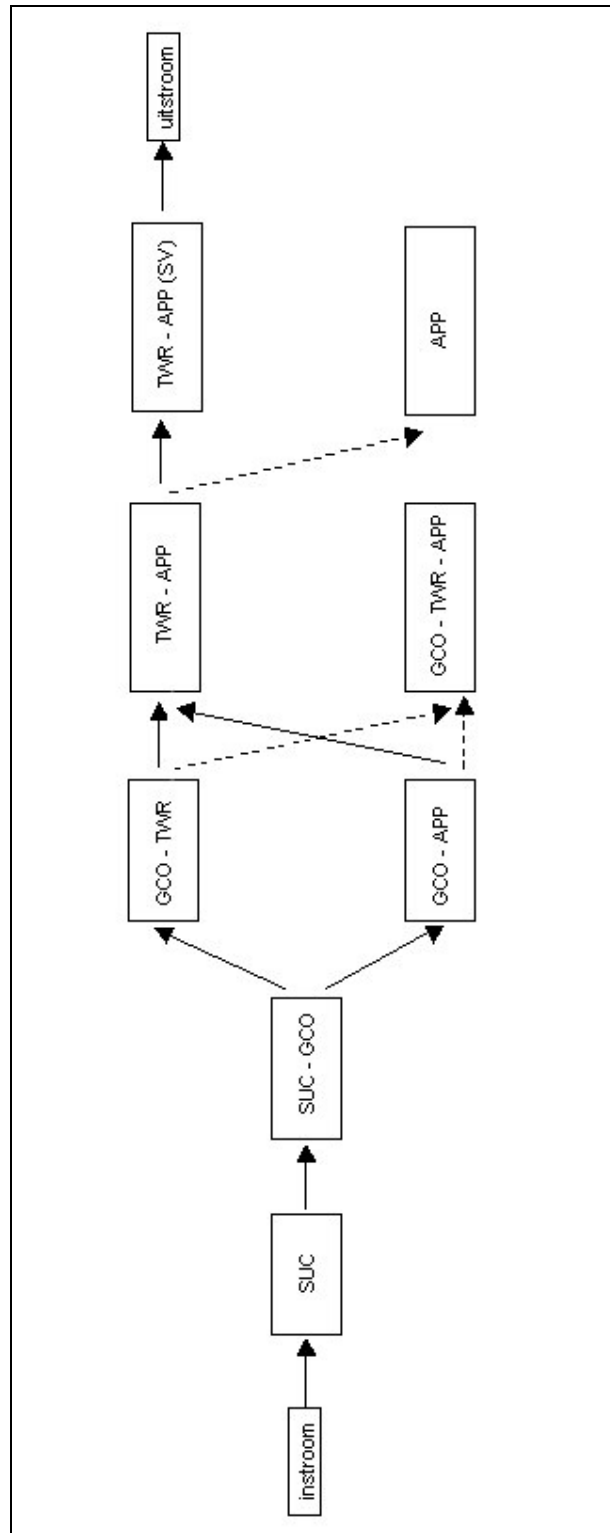 instroom
SUC
SUC - GCO
GCO - TWR
GCO - APP
TWR - APP
GCO - TWR - APP
TWR - APP (SV)
APP
uitstroom